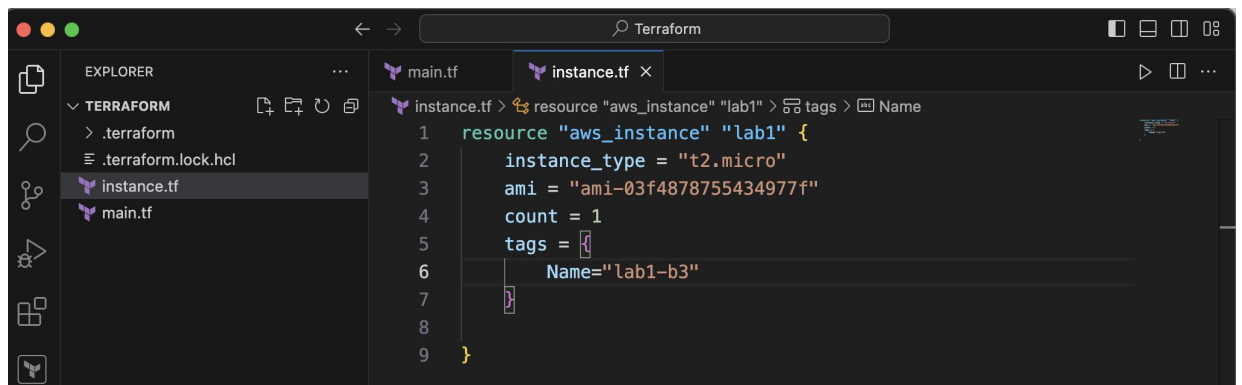 Terraform
EXPLORER
TERRAFORM
.terraform
.terraform.lock.hcl
instance.tf
main.tf
main.tf
instance.tf
instance.tf > resource "aws_instance" "lab1" > tags > Name
1 resource "aws_instance" "lab1" {
2 instance_type = "t2.micro"
3 ami = "ami-03f4878755434977f"
4 count = 1
5 tags = {
6 Name="lab1-b3"
7 }
8
9 }